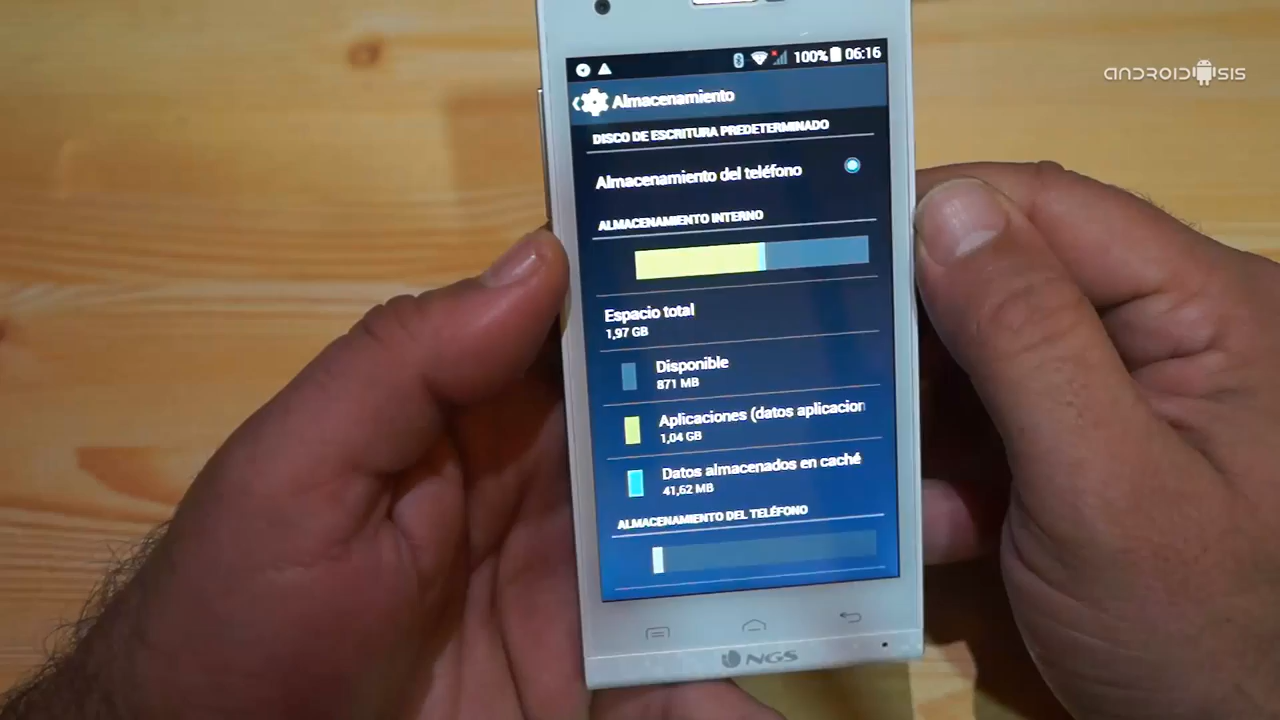 100% 06:16
ANDROIDSIS
Almacenamiento
DISCO DE ESCRITURA PREDETERMINADO
Almacenamiento del teléfono
ALMACENAMIENTO INTERNO
Espacio total
1,97 GB
Disponible
871 MB
Aplicaciones (datos aplicacion
1,04 GB
Datos almacenados en caché
41,62 MB
ALMACENAMIENTO DEL TELÉFONO
NGS